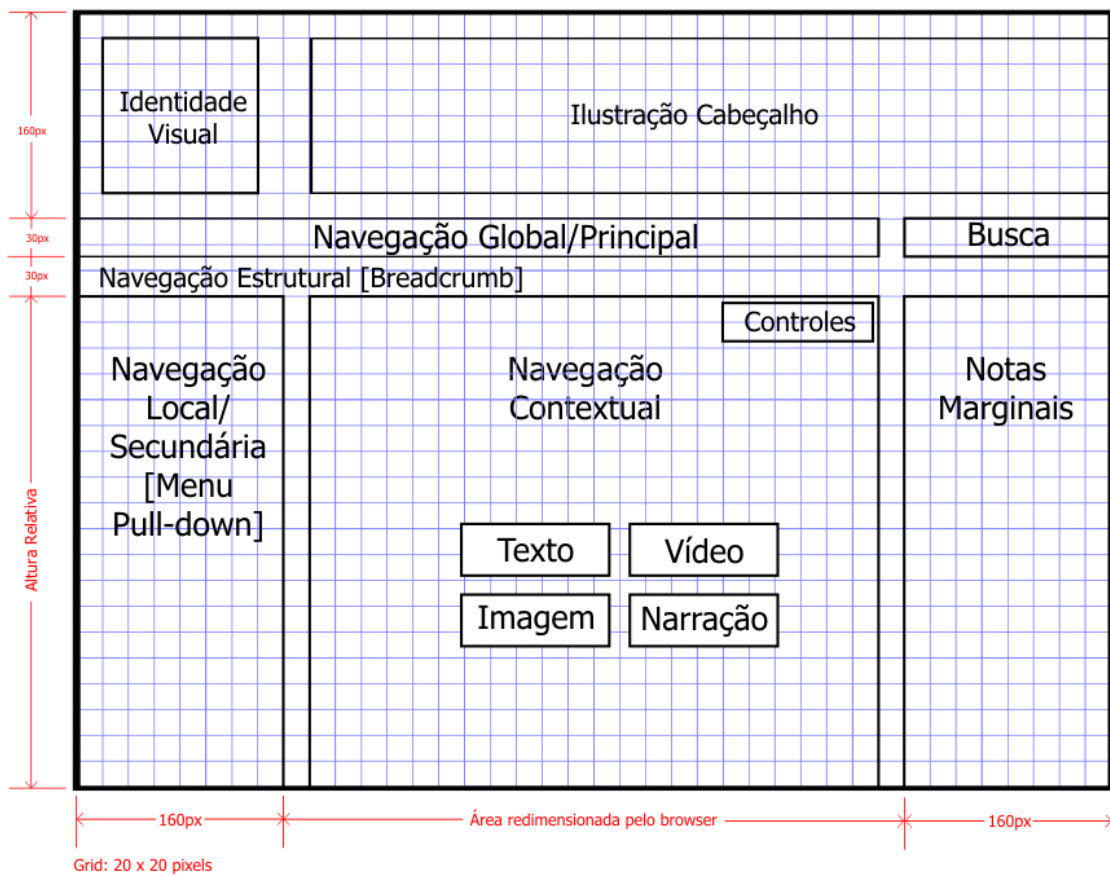 Identidade
Visual
Ilustração Cabeçalho
160px
30px
Navegação Global/Principal
Busca
30px
Navegação Estrutural [Breadcrumb]
Controles
Navegação
Local/
Secundária
[Menu
Pull-down]
Navegação
Contextual
Notas
Marginais
Altura Relativa
Texto
Vídeo
Imagem
Narração
160px
Área redimensionada pelo browser
160px
Grid: 20 x 20 pixels